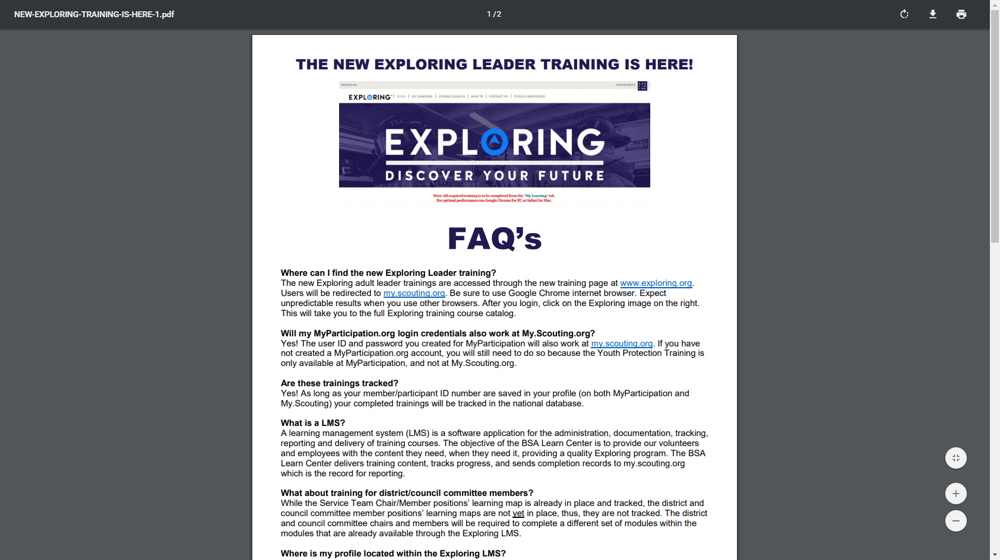 NEW-EXPLORING-TRAINING-IS-HERE-1.pdf
1 / 2
THE NEW EXPLORING LEADER TRAINING IS HERE!
EXPLORING.ORG
ACCESS MY PROFILE
EXPLORING
HOME | MY LEARNING | COURSE CATALOG | HOW TO | CONTACT US | TOOLS & RESOURCES
TEC
EXPLORING
DISCOVER YOUR FUTURE
TRANSPORT
Note: All required training is to be completed from the "My Learning" tab.
For optimal performance use Google Chrome for PC or Safari for Mac.
FAQ's
Where can I find the new Exploring Leader training?
The new Exploring adult leader trainings are accessed through the new training page at www.exploring.org.
Users will be redirected to my.scouting.org. Be sure to use Google Chrome internet browser. Expect
unpredictable results when you use other browsers. After you login, click on the Exploring image on the right.
This will take you to the full Exploring training course catalog.
Will my MyParticipation.org login credentials also work at My.Scouting.org?
Yes! The user ID and password you created for MyParticipation will also work at my.scouting.org. If you have
not created a MyParticipation.org account, you will still need to do so because the Youth Protection Training is
only available at MyParticipation, and not at My.Scouting.org.
Are these trainings tracked?
Yes! As long as your member/participant ID number are saved in your profile (on both MyParticipation and
My.Scouting) your completed trainings will be tracked in the national database.
What is a LMS?
A learning management system (LMS) is a software application for the administration, documentation, tracking,
reporting and delivery of training courses. The objective of the BSA Learn Center is to provide our volunteers
and employees with the content they need, when they need it, providing a quality Exploring program. The BSA
Learn Center delivers training content, tracks progress, and sends completion records to my.scouting.org
which is the record for reporting.
What about training for district/council committee members?
While the Service Team Chair/Member positions' learning map is already in place and tracked, the district and
council committee member positions' learning maps are not yet in place, thus, they are not tracked. The district
and council committee chairs and members will be required to complete a different set of modules within the
modules that are already available through the Exploring LMS.
Where is my profile located within the Exploring LMS?